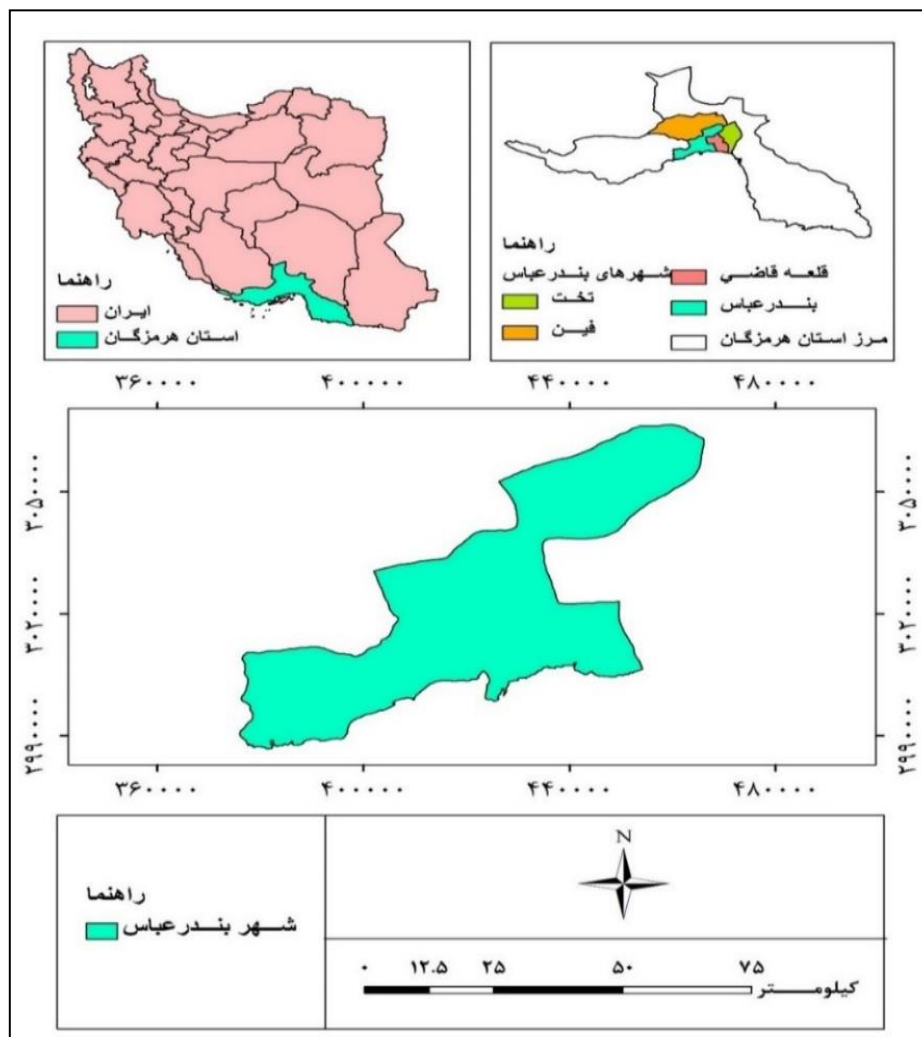 راهنما
ایران
استان هرمزگان
راهنما
شهرهای بندرعباس
تخت
فین
قلعه قاضی
بندرعباس
مرز استان هرمزگان
۳۶۰۰۰۰ ۴۰۰۰۰۰ ۴۴۰۰۰۰ ۴۸۰۰۰۰
۳۰۵۰۰۰۰ ۳۰۵۰۰۰۰
۳۰۲۰۰۰۰ ۳۰۲۰۰۰۰
۲۹۹۰۰۰۰ ۲۹۹۰۰۰۰
۳۶۰۰۰۰ ۴۰۰۰۰۰ ۴۴۰۰۰۰ ۴۸۰۰۰۰
راهنما
شهر بندرعباس
N
۰ ۱۲.۵ ۲۵ ۵۰ ۷۵
کیلومتر